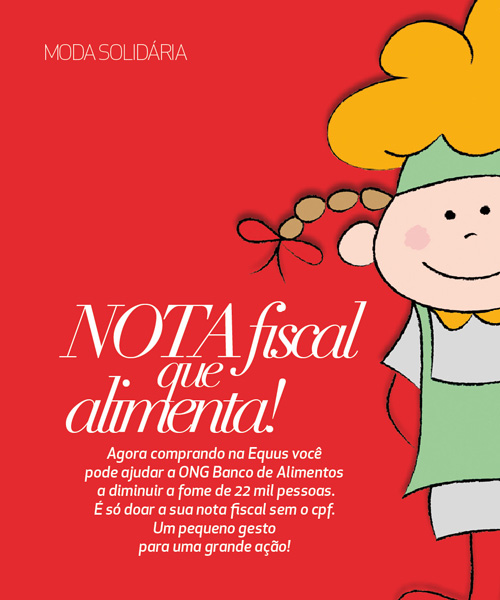 MODA SOLIDÁRIA
NOTA fiscal
que
alimenta!
Agora comprando na Equus você
pode ajudar a ONG Banco de Alimentos
a diminuir a fome de 22 mil pessoas.
É só doar a sua nota fiscal sem o cpf.
Um pequeno gesto
para uma grande ação!